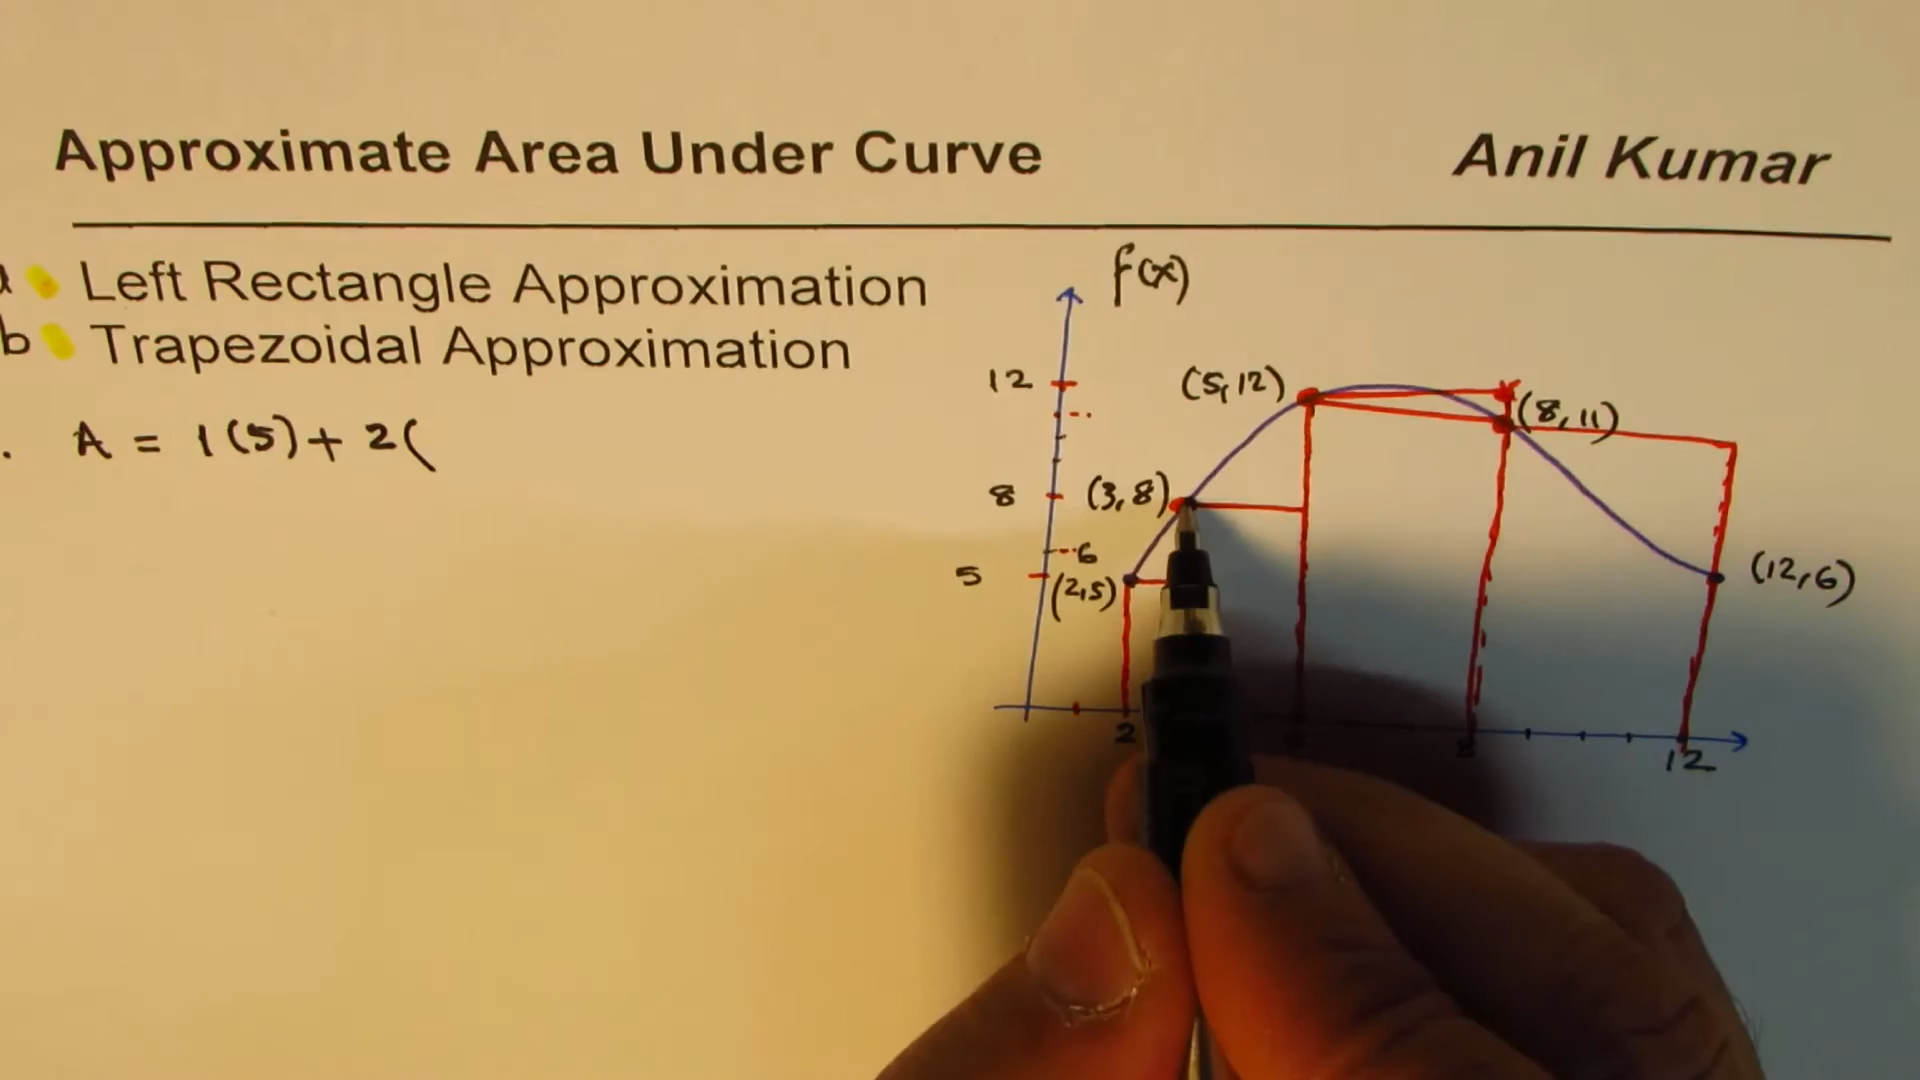 Approximate Area Under Curve
Anil Kumar
a Left Rectangle Approximation
b Trapezoidal Approximation
. A = 1(5)+ 2(
f(x)
12
(5,12)
(8,11)
8
(3,8)
6
5
(2,5)
(12,6)
2
8
12